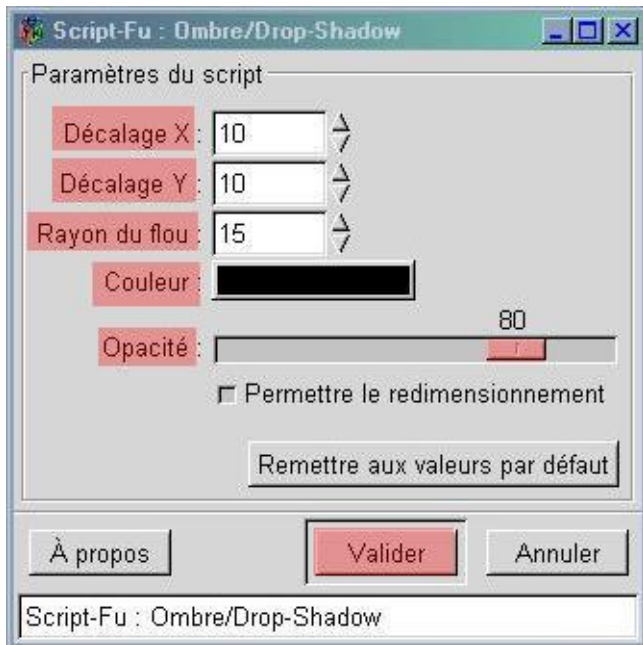 Script-Fu : Ombre/Drop-Shadow
Paramètres du script
Décalage X : 10
Décalage Y : 10
Rayon du flou : 15
Couleur :
80
Opacité :
Permettre le redimensionnement
Remettre aux valeurs par défaut
À propos Valider Annuler
Script-Fu : Ombre/Drop-Shadow